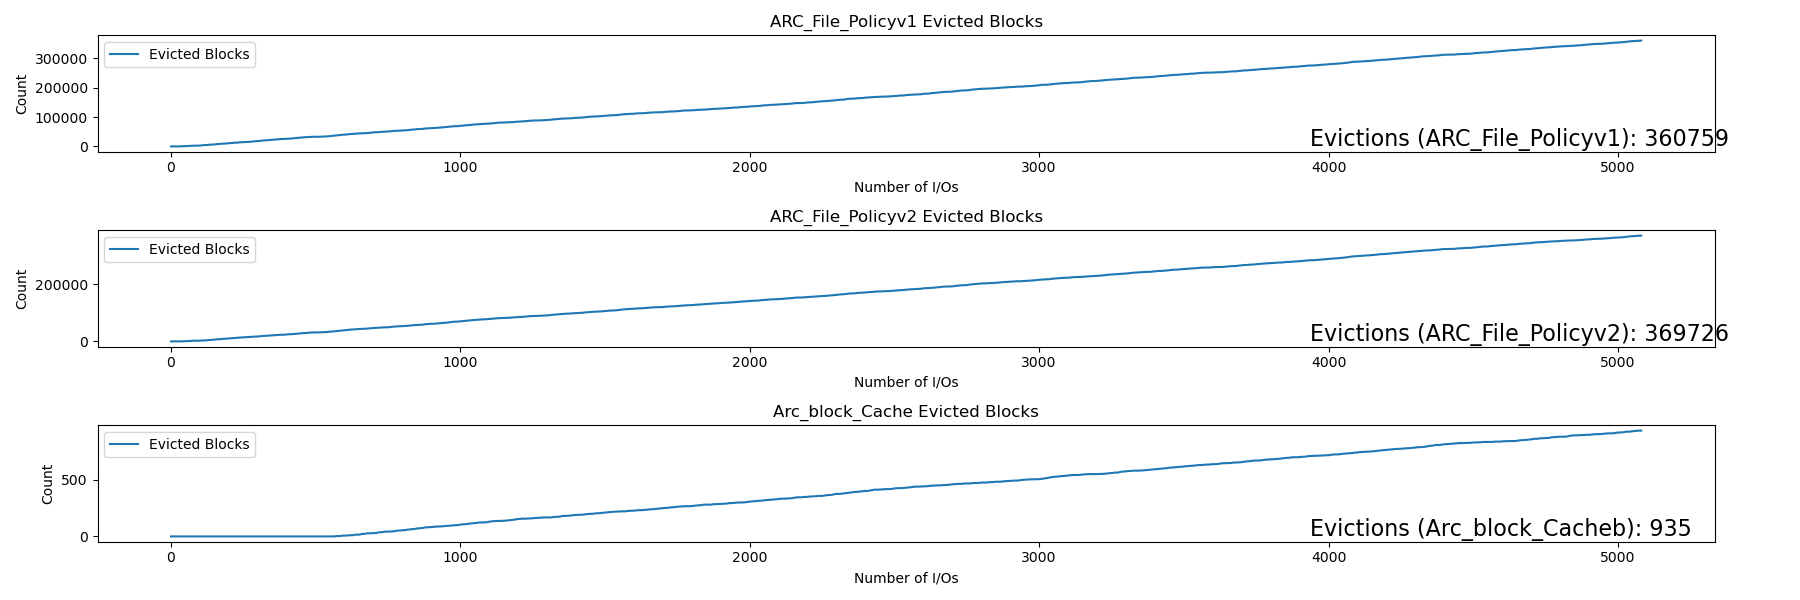 ARC_File_Policyv1 Evicted Blocks
Evicted Blocks
300000
200000
100000
0
Count
Evictions (ARC_File_Policyv1): 360759
0 1000 2000 3000 4000 5000
Number of I/Os
ARC_File_Policyv2 Evicted Blocks
Evicted Blocks
200000
0
Count
Evictions (ARC_File_Policyv2): 369726
0 1000 2000 3000 4000 5000
Number of I/Os
Arc_block_Cache Evicted Blocks
Evicted Blocks
500
0
Count
Evictions (Arc_block_Cacheb): 935
0 1000 2000 3000 4000 5000
Number of I/Os